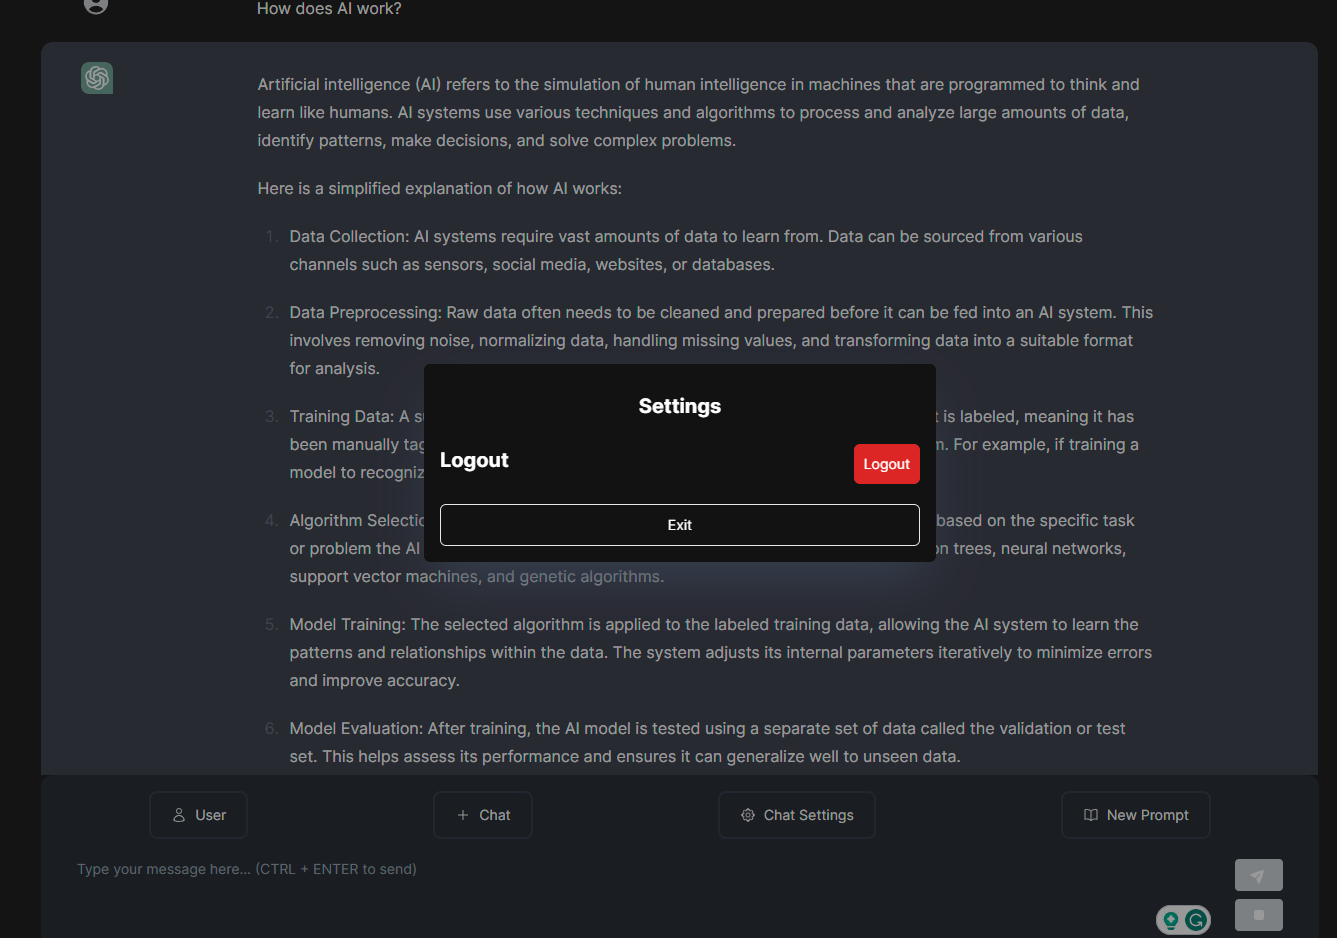 How does AI work?
Artificial intelligence (AI) refers to the simulation of human intelligence in machines that are programmed to think and
learn like humans. AI systems use various techniques and algorithms to process and analyze large amounts of data,
identify patterns, make decisions, and solve complex problems.
Here is a simplified explanation of how AI works:
1. Data Collection: AI systems require vast amounts of data to learn from. Data can be sourced from various
channels such as sensors, social media, websites, or databases.
2. Data Preprocessing: Raw data often needs to be cleaned and prepared before it can be fed into an AI system. This
involves removing noise, normalizing data, handling missing values, and transforming data into a suitable format
for analysis.
3. Training Data: A is labeled, meaning it has
been manually For example, if training a
model to
4. Algorithm based on the specific task
or problem the AI trees, neural networks,
support vector machines, and genetic algorithms.
5. Model Training: The selected algorithm is applied to the labeled training data, allowing the AI system to learn the
patterns and relationships within the data. The system adjusts its internal parameters iteratively to minimize errors
and improve accuracy.
6. Model Evaluation: After training, the AI model is tested using a separate set of data called the validation or test
set. This helps assess its performance and ensures it can generalize well to unseen data.
Settings
Logout
Logout
Exit
User
Chat
Chat Settings
New Prompt
Type your message here... (CTRL + ENTER to send)